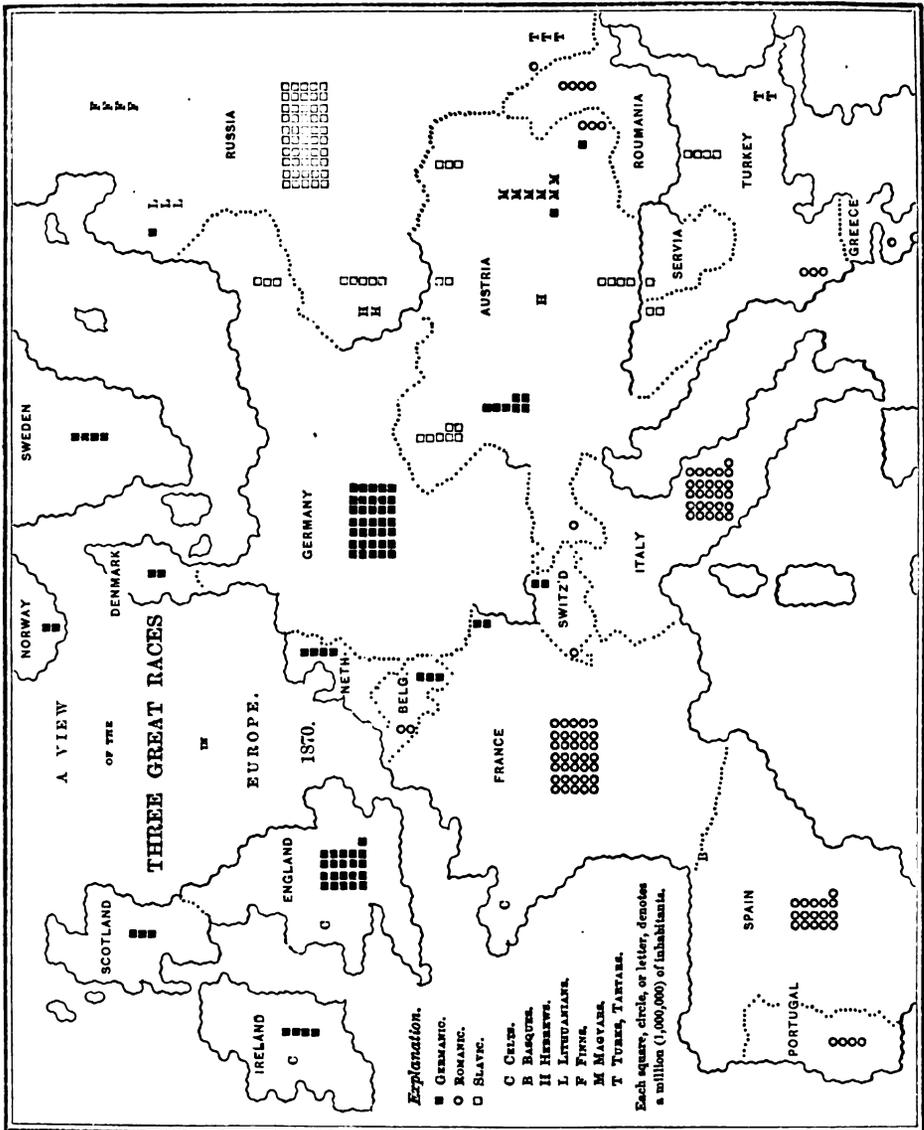 A VIEW
OF THE
THREE GREAT RACES
IN
EUROPE.
1870.
NORWAY
SWEDEN
DENMARK
SCOTLAND
IRELAND
C
ENGLAND
C
NETH
BELG.
GERMANY
RUSSIA
F F F F
L L L
H H
FRANCE
C
B
SWITZ'D
AUSTRIA
H
M M M M M
ITALY
SERVIA
ROUMANIA
T T T
TURKEY
T T
GREECE
SPAIN
PORTUGAL
Explanation.
GERMANIC.
ROMANIC.
SLAVIC.
C CELTS.
B BASQUES.
H HEBREWS.
L LITHUANIANS.
F FINNS.
M MAGYARS.
T TURKS, TARTARS.
Each square, circle, or letter, denotes
a million (1,000,000) of inhabitants.